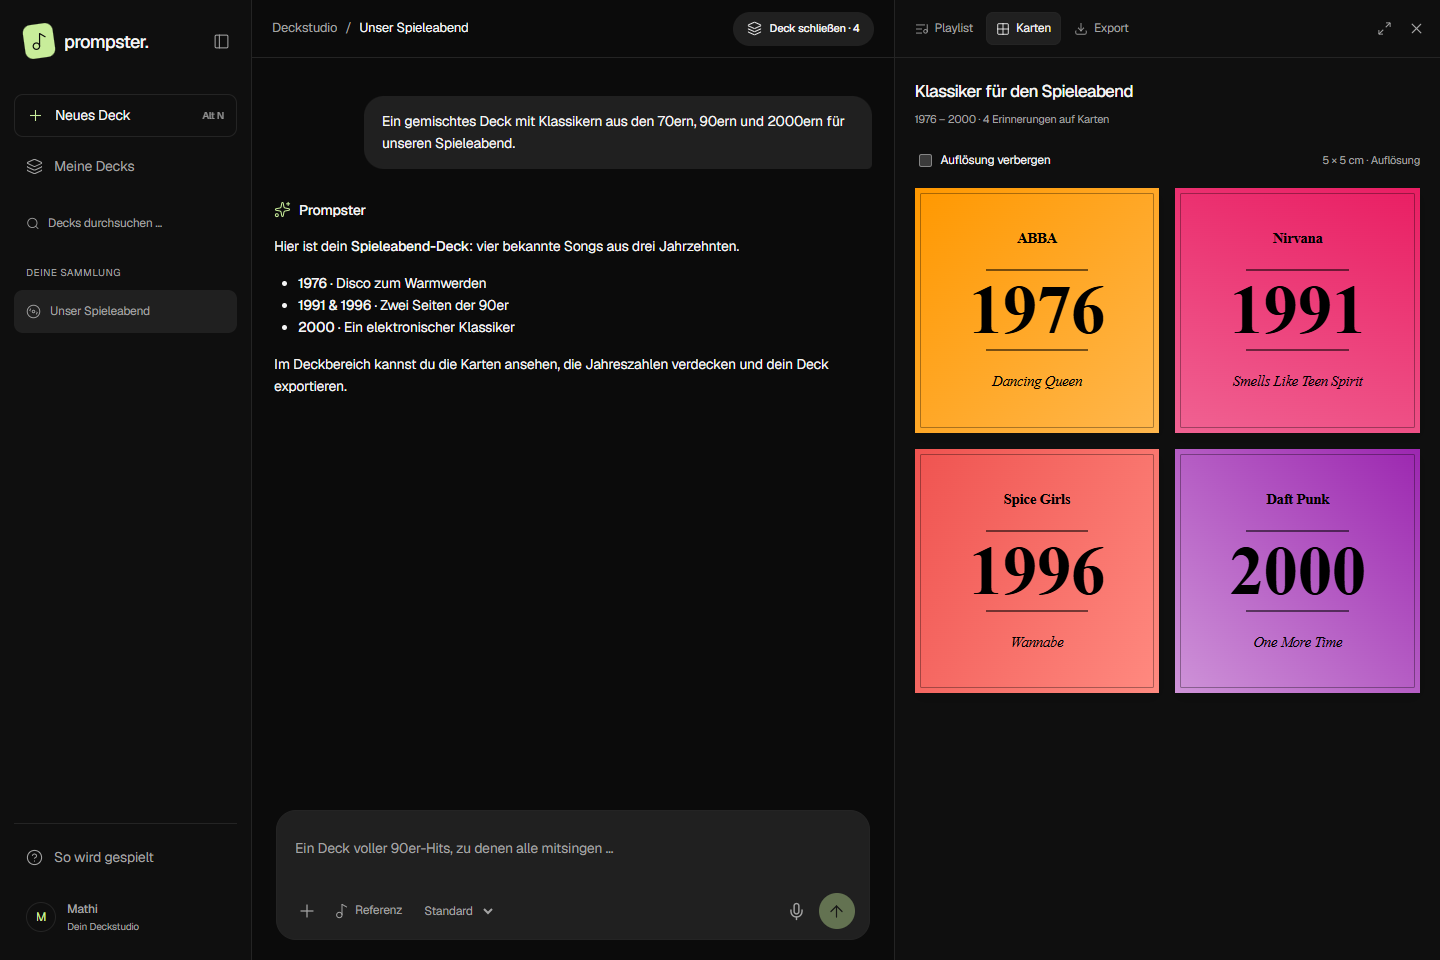 prompster.
Neues Deck
Alt N
Meine Decks
Decks durchsuchen ...
DEINE SAMMLUNG
Unser Spieleabend
So wird gespielt
M
Mathi
Dein Deckstudio
Deckstudio / Unser Spieleabend
Deck schließen · 4
Ein gemischtes Deck mit Klassikern aus den 70ern, 90ern und 2000ern für
unseren Spieleabend.
Prompster
Hier ist dein Spieleabend-Deck: vier bekannte Songs aus drei Jahrzehnten.
• 1976 · Disco zum Warmwerden
• 1991 & 1996 · Zwei Seiten der 90er
• 2000 · Ein elektronischer Klassiker
Im Deckbereich kannst du die Karten ansehen, die Jahreszahlen verdecken und dein Deck
exportieren.
Ein Deck voller 90er-Hits, zu denen alle mitsingen ...
Referenz
Standard
Playlist
Karten
Export
Klassiker für den Spieleabend
1976 – 2000 · 4 Erinnerungen auf Karten
Auflösung verbergen
5 × 5 cm · Auflösung
ABBA
1976
Dancing Queen
Nirvana
1991
Smells Like Teen Spirit
Spice Girls
1996
Wannabe
Daft Punk
2000
One More Time